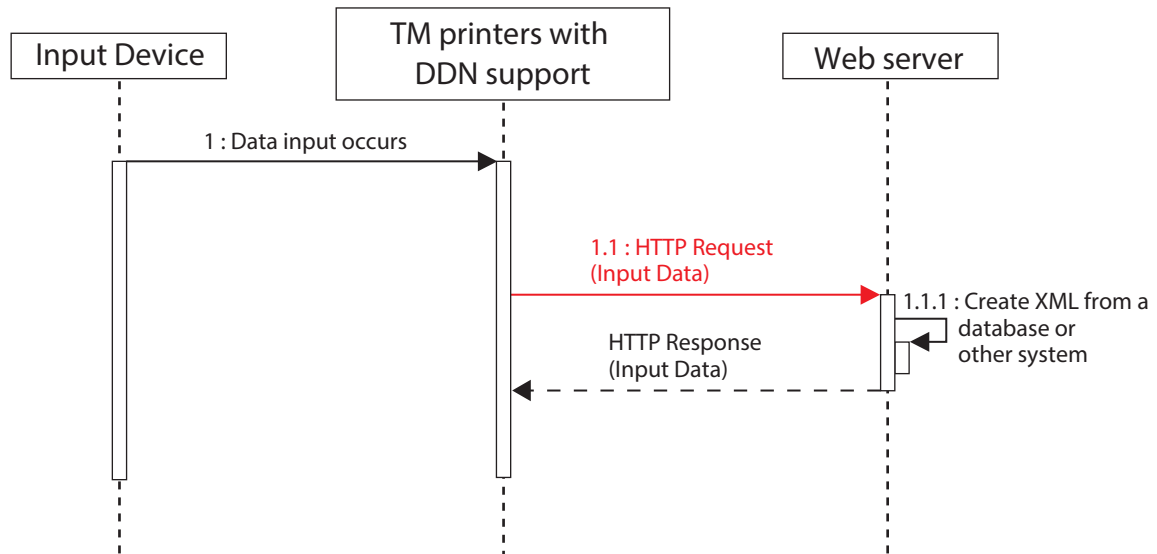 Input Device
TM printers with
DDN support
Web server
1 : Data input occurs
1.1 : HTTP Request
(Input Data)
1.1.1 : Create XML from a
database or
other system
HTTP Response
(Input Data)